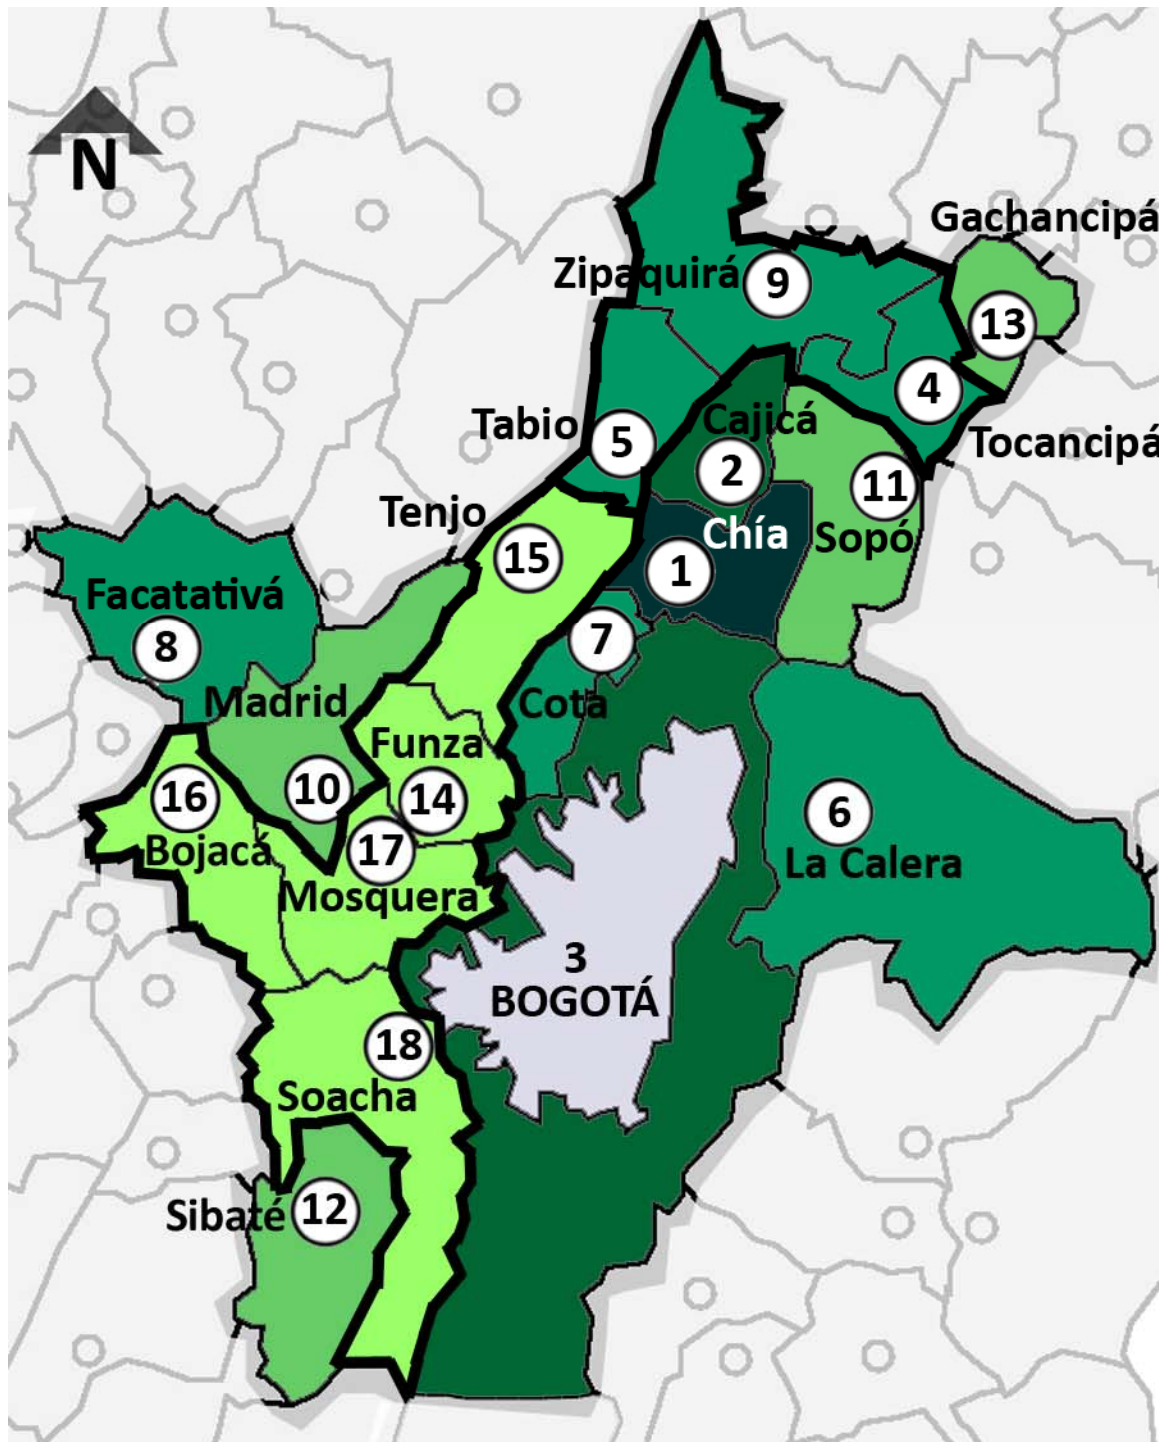 N
Gachancipá
Zipaquirá
9
13
4
Tabio
5
Cajicá
2
Tocancipá
11
Sopó
Tenjo
15
Chía
1
Facatativá
8
7
Cota
Madrid
10
Funza
14
16
Bojacá
17
Mosquera
6
La Calera
3
BOGOTÁ
18
Soacha
Sibaté
12